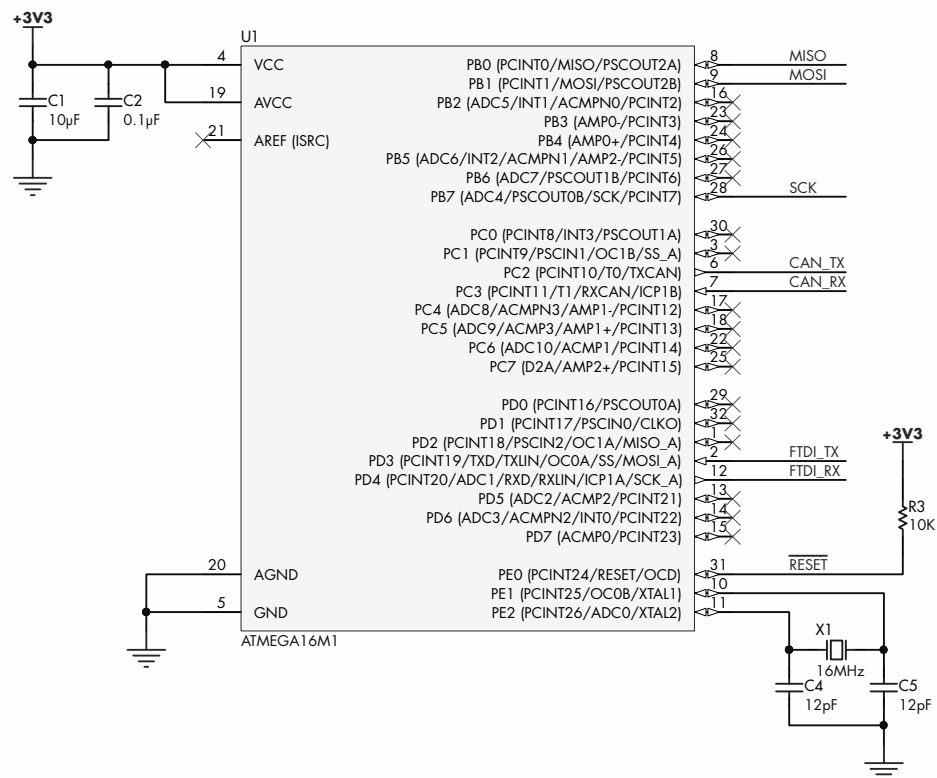 +3V3
U1
4 VCC
19 AVCC
21 AREF (ISRC)
C1
10µF
C2
0.1µF
PB0 (PCINT0/MISO/PSCOUT2A) 8 MISO
PB1 (PCINT1/MOSI/PSCOUT2B) 9 MOSI
PB2 (ADC5/INT1/ACMPN0/PCINT2) 16
PB3 (AMP0-/PCINT3) 23
PB4 (AMP0+/PCINT4) 24
PB5 (ADC6/INT2/ACMPN1/AMP2-/PCINT5) 26
PB6 (ADC7/PSCOUT1B/PCINT6) 27
PB7 (ADC4/PSCOUT0B/SCK/PCINT7) 28 SCK
PC0 (PCINT8/INT3/PSCOUT1A) 30
PC1 (PCINT9/PSCIN1/OC1B/SS_A) 3
PC2 (PCINT10/T0/TXCAN) 6 CAN_TX
PC3 (PCINT11/T1/RXCAN/ICP1B) 7 CAN_RX
PC4 (ADC8/ACMPN3/AMP1-/PCINT12) 17
PC5 (ADC9/ACMP3/AMP1+/PCINT13) 18
PC6 (ADC10/ACMP1/PCINT14) 22
PC7 (D2A/AMP2+/PCINT15) 25
PD0 (PCINT16/PSCOUT0A) 29
PD1 (PCINT17/PSCIN0/CLKO) 32
PD2 (PCINT18/PSCIN2/OC1A/MISO_A) 1
PD3 (PCINT19/TXD/TXLIN/OC0A/SS/MOSI_A) 2 FTDI_TX
PD4 (PCINT20/ADC1/RXD/RXLIN/ICP1A/SCK_A) 12 FTDI_RX
PD5 (ADC2/ACMP2/PCINT21) 13
PD6 (ADC3/ACMPN2/INT0/PCINT22) 14
PD7 (ACMP0/PCINT23) 15
+3V3
R3
10K
20 AGND
5 GND
PE0 (PCINT24/RESET/OCD) 31 RESET
PE1 (PCINT25/OC0B/XTAL1) 10
PE2 (PCINT26/ADC0/XTAL2) 11
ATMEGA16M1
X1
16MHz
C4
12pF
C5
12pF